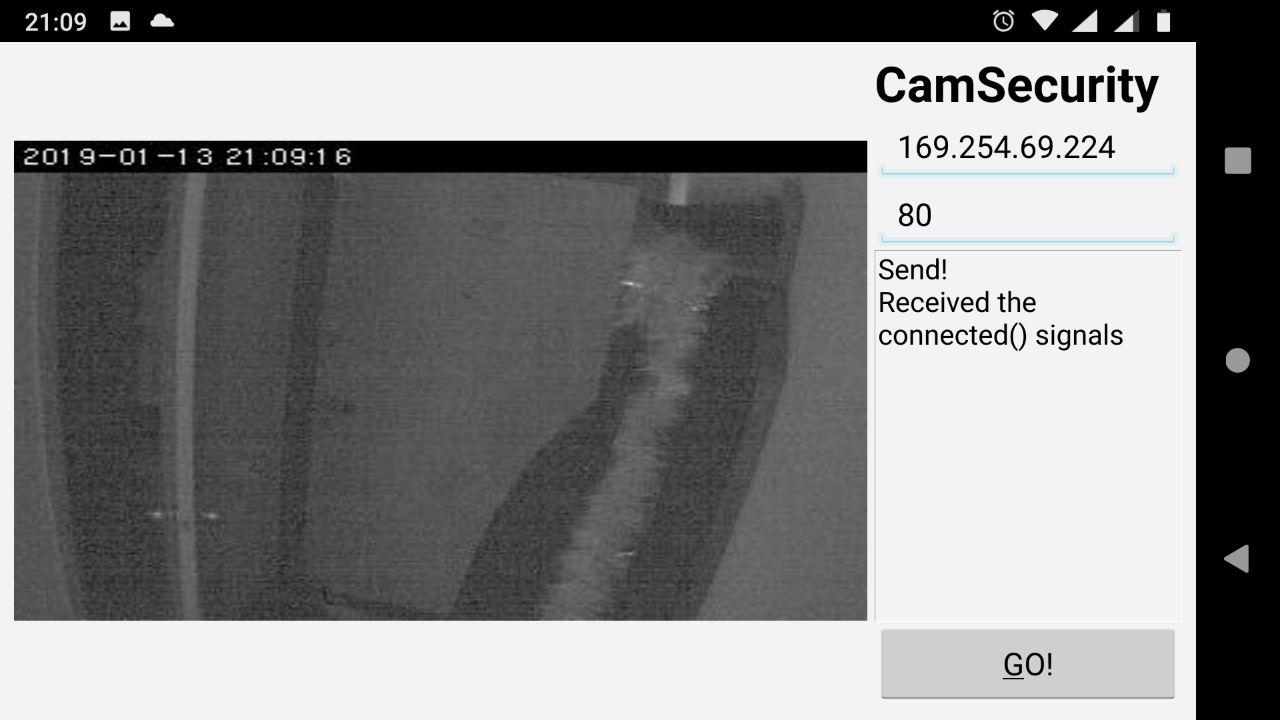 21:09
CamSecurity
2019-01-13 21:09:16
169.254.69.224
80
Send!
Received the
connected() signals
GO!